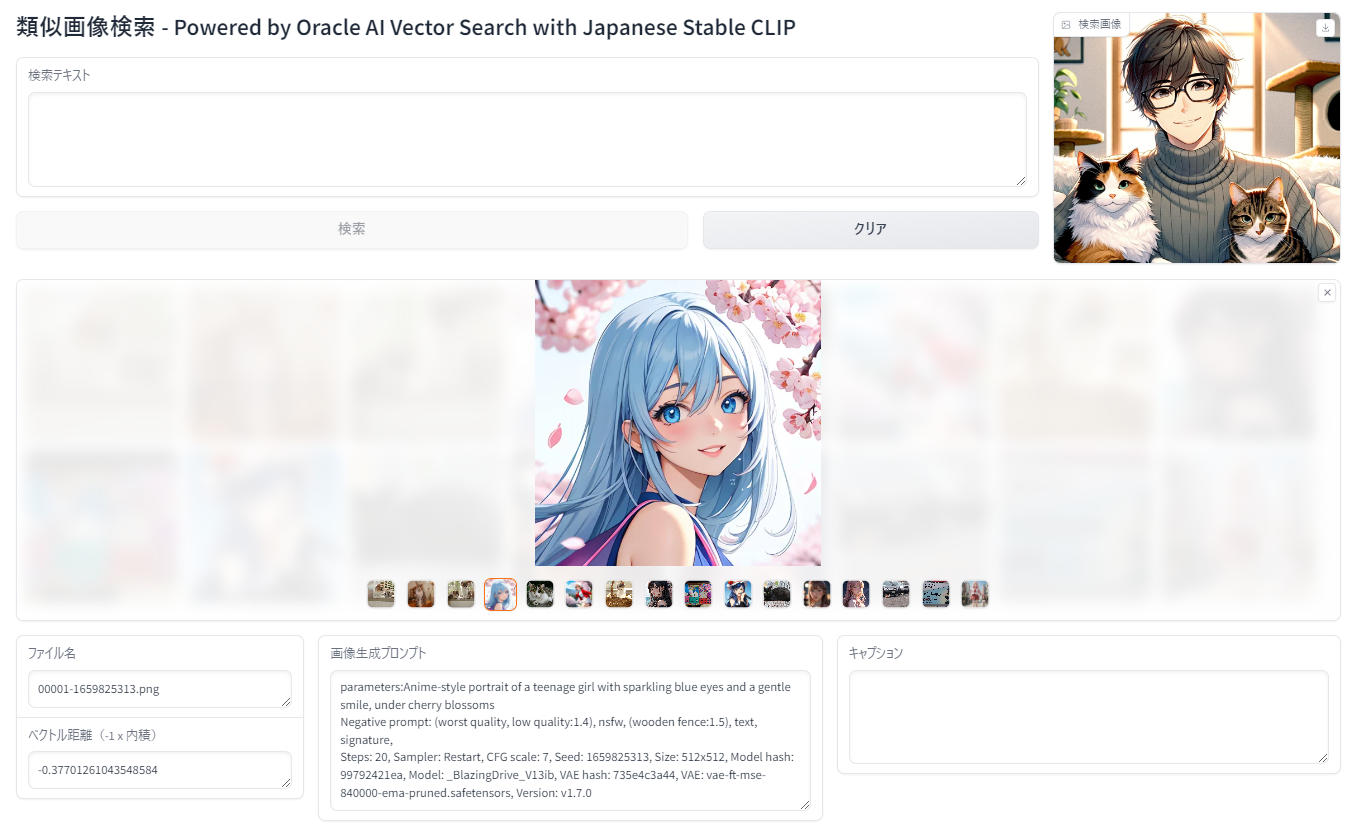 類似画像検索 - Powered by Oracle AI Vector Search with Japanese Stable CLIP
検索画像
検索テキスト
検索
クリア
ファイル名
00001-1659825313.png
ベクトル距離（-1 x 内積）
-0.37701261043548584
画像生成プロンプト
parameters:Anime-style portrait of a teenage girl with sparkling blue eyes and a gentle
smile, under cherry blossoms
Negative prompt: (worst quality, low quality:1.4), nsfw, (wooden fence:1.5), text,
signature,
Steps: 20, Sampler: Restart, CFG scale: 7, Seed: 1659825313, Size: 512x512, Model hash:
99792421ea, Model: _BlazingDrive_V13ib, VAE hash: 735e4c3a44, VAE: vae-ft-mse-
840000-ema-pruned.safetensors, Version: v1.7.0
キャプション